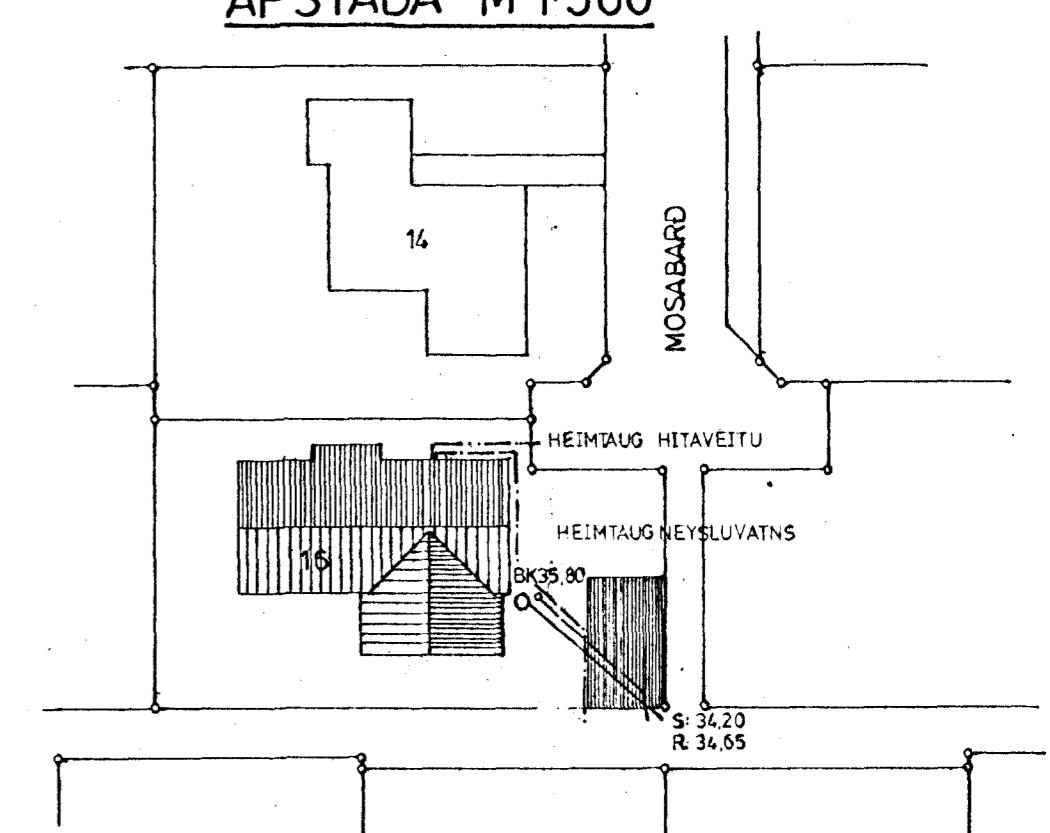 AFSTAÐA M 1:500
14
MOSABARÐ
HEIMTAUG HITAVEITU
HEIMTAUG NEYSLUVATNS
16
BK35,80
S: 34,20
R: 34,65